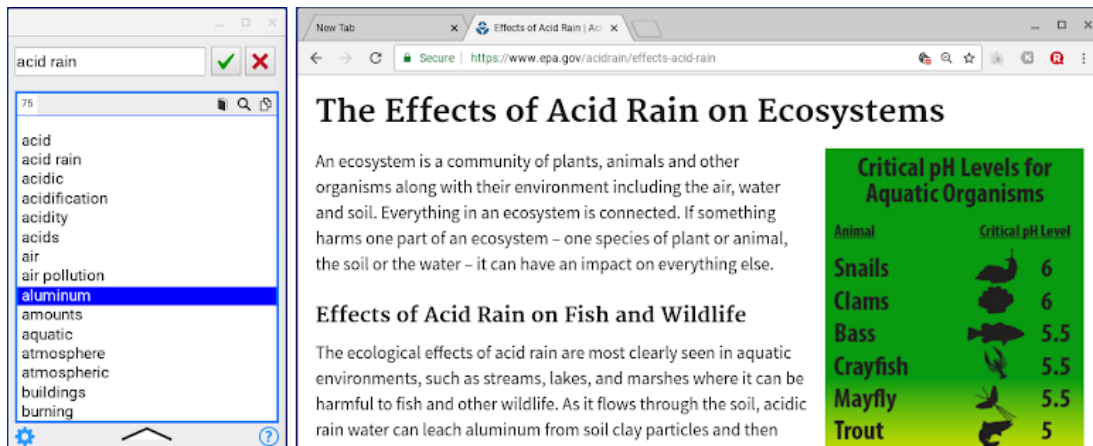 acid rain
75
acid
acid rain
acidic
acidification
acidity
acids
air
air pollution
aluminum
amounts
aquatic
atmosphere
atmospheric
buildings
burning
?
New Tab
Effects of Acid Rain | Ac
Secure | https://www.epa.gov/acidrain/effects-acid-rain
The Effects of Acid Rain on Ecosystems
An ecosystem is a community of plants, animals and other
organisms along with their environment including the air, water
and soil. Everything in an ecosystem is connected. If something
harms one part of an ecosystem – one species of plant or animal,
the soil or the water – it can have an impact on everything else.
Effects of Acid Rain on Fish and Wildlife
The ecological effects of acid rain are most clearly seen in aquatic
environments, such as streams, lakes, and marshes where it can be
harmful to fish and other wildlife. As it flows through the soil, acidic
rain water can leach aluminum from soil clay particles and then
Critical pH Levels for
Aquatic Organisms
Animal Critical pH Level
Snails 6
Clams 6
Bass 5.5
Crayfish 5.5
Mayfly 5.5
Trout 5